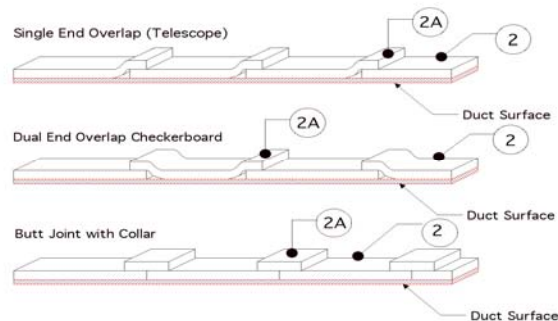 Single End Overlap (Telescope)
2A
2
Duct Surface
Dual End Overlap Checkerboard
2A
2
Duct Surface
Butt Joint with Collar
2A
2
Duct Surface